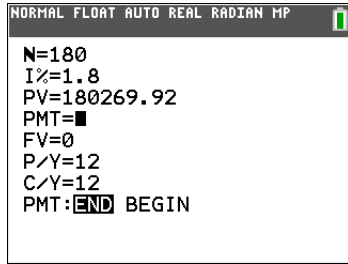 NORMAL FLOAT AUTO REAL RADIAN MP
N=180
I%=1.8
PV=180269.92
PMT=
FV=0
P/Y=12
C/Y=12
PMT:END BEGIN